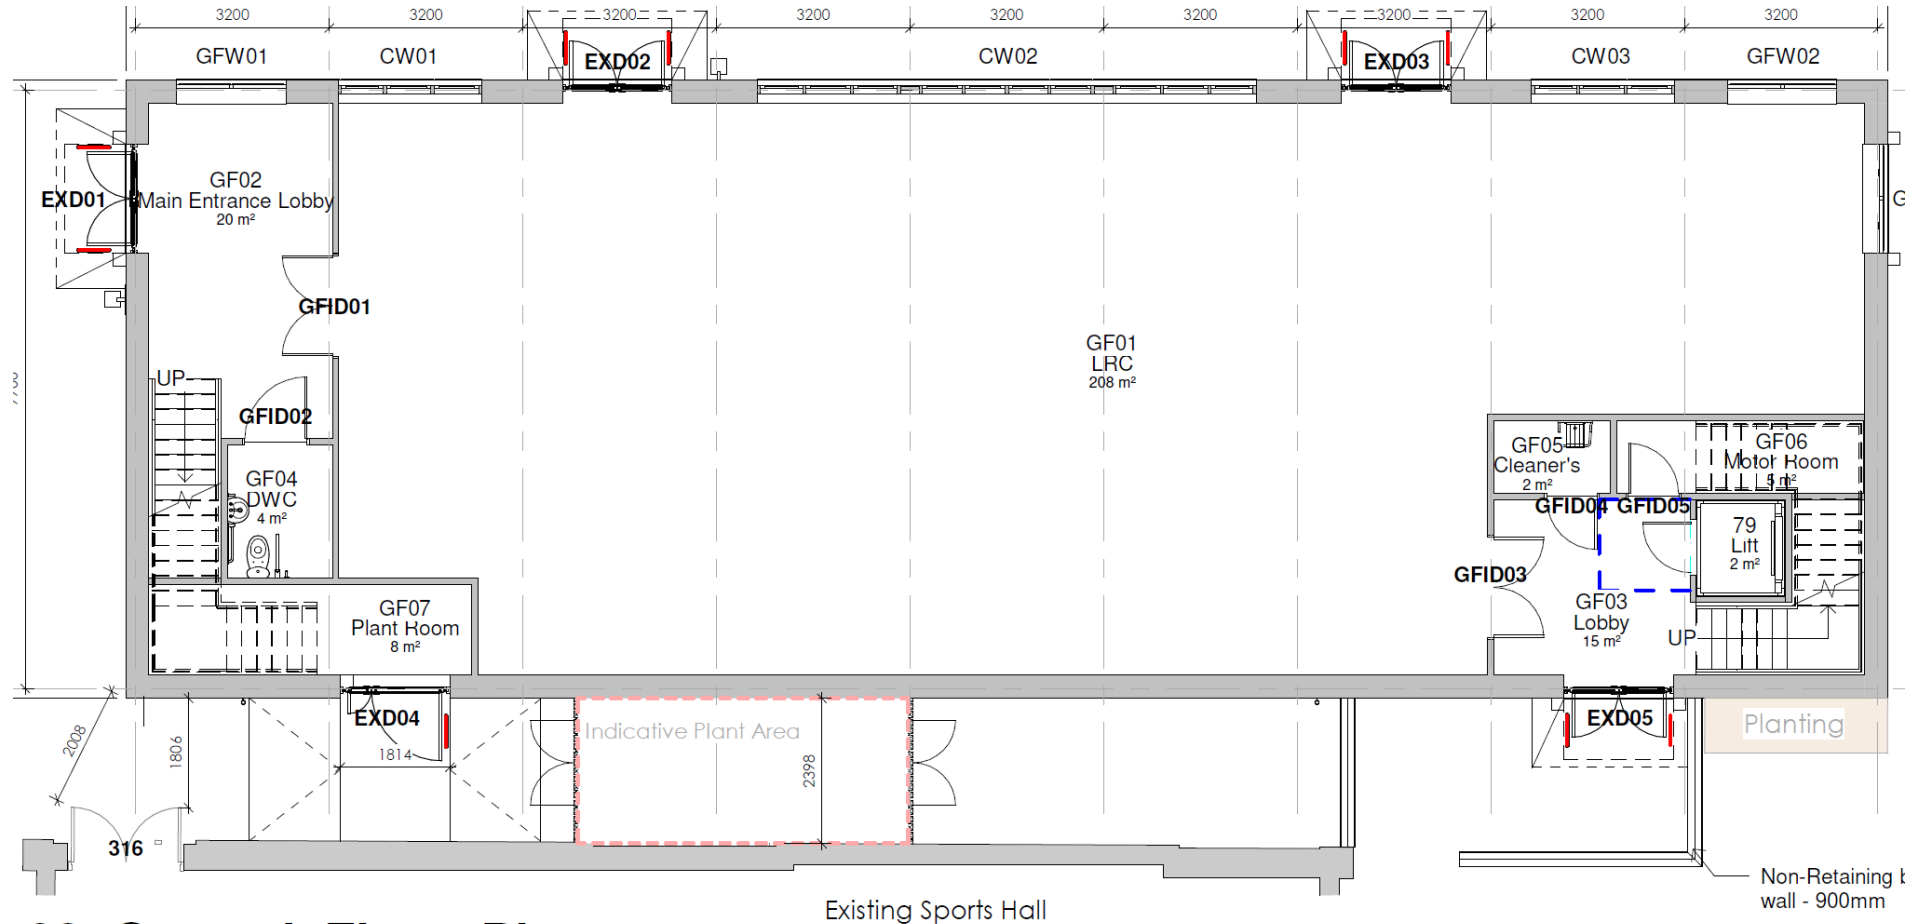 3200 3200 3200 3200 3200 3200 3200 3200 3200
GFW01 CW01 EXD02 CW02 EXD03 CW03 GFW02
EXD01
GF02
Main Entrance Lobby
20 m²
G
GFID01
GF01
LRC
208 m²
UP
GFID02
GF04
DWC
4 m²
GF05
Cleaner's
2 m²
GF06
Motor Room
5 m²
GFID04 GFID05
79
Lift
2 m²
GFID03
GF03
Lobby
15 m²
UP
GF07
Plant Room
8 m²
EXD04
EXD05
Indicative Plant Area
Planting
2008
1806
1814
2398
316
Non-Retaining b
wall - 900mm
Existing Sports Hall